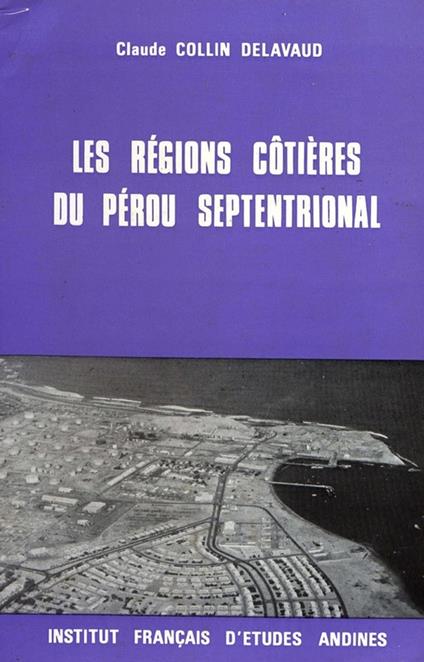 Claude COLLIN DELAVAUD
LES RÉGIONS CÔTIÈRES
DU PÉROU SEPTENTRIONAL
INSTITUT FRANÇAIS D'ETUDES ANDINES